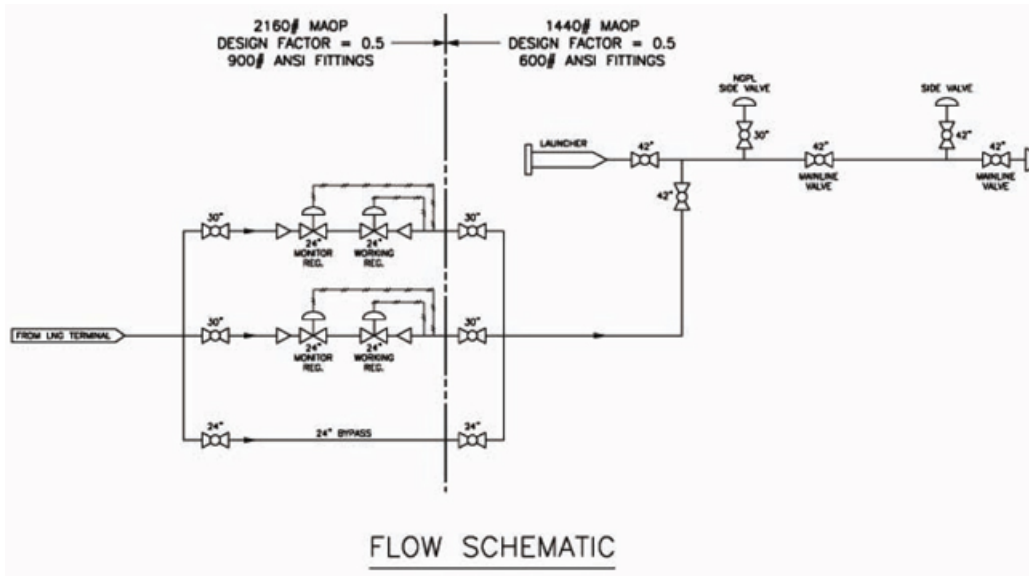 2160# MAOP
DESIGN FACTOR = 0.5
900# ANSI FITTINGS
1440# MAOP
DESIGN FACTOR = 0.5
600# ANSI FITTINGS
NGPL
SIDE VALVE
SIDE VALVE
30"
42"
LAUNCHER
42"
42"
MAINLINE
VALVE
42"
MAINLINE
VALVE
42"
30"
24"
MONITOR
REG.
24"
WORKING
REG.
30"
FROM LNG TERMINAL
30"
24"
MONITOR
REG.
24"
WORKING
REG.
30"
24"
24" BYPASS
24"
FLOW SCHEMATIC